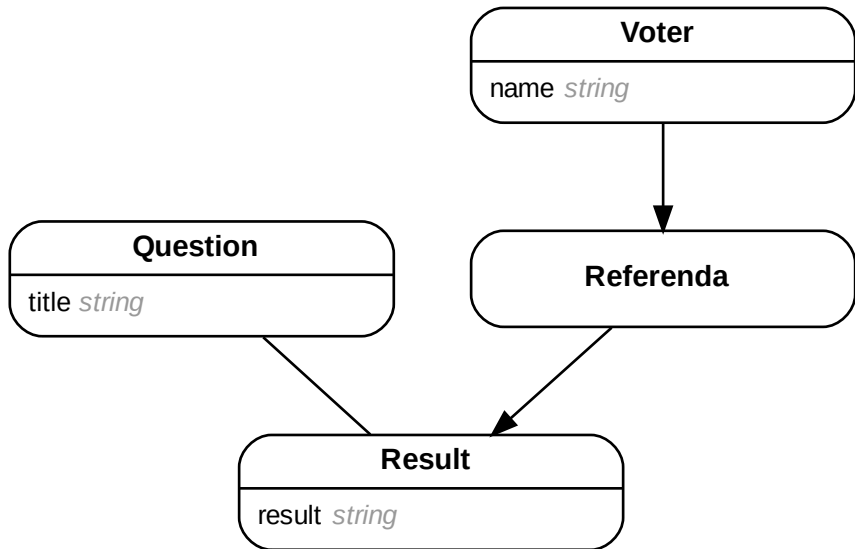 Voter
name string
Question
title string
Referenda
Result
result string